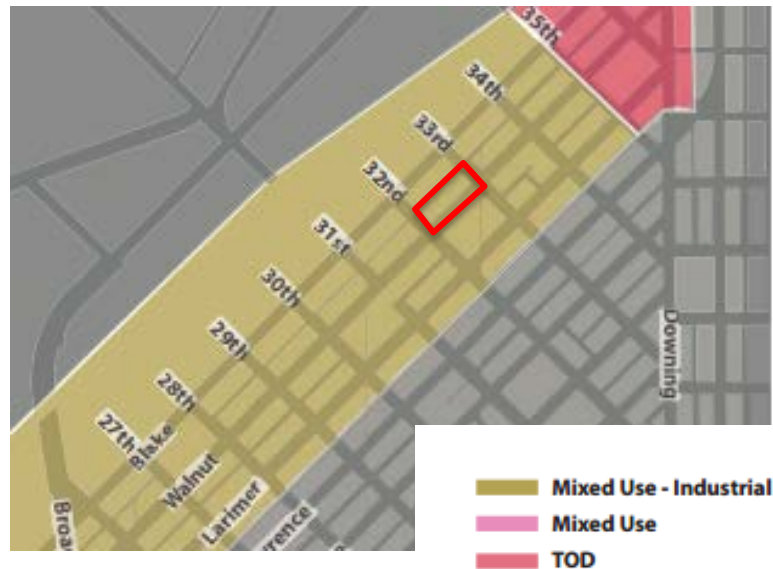 35th
34th
33rd
32nd
31st
30th
29th
28th
27th
Blake
Walnut
Larimer
Downing
Mixed Use - Industrial
Mixed Use
TOD